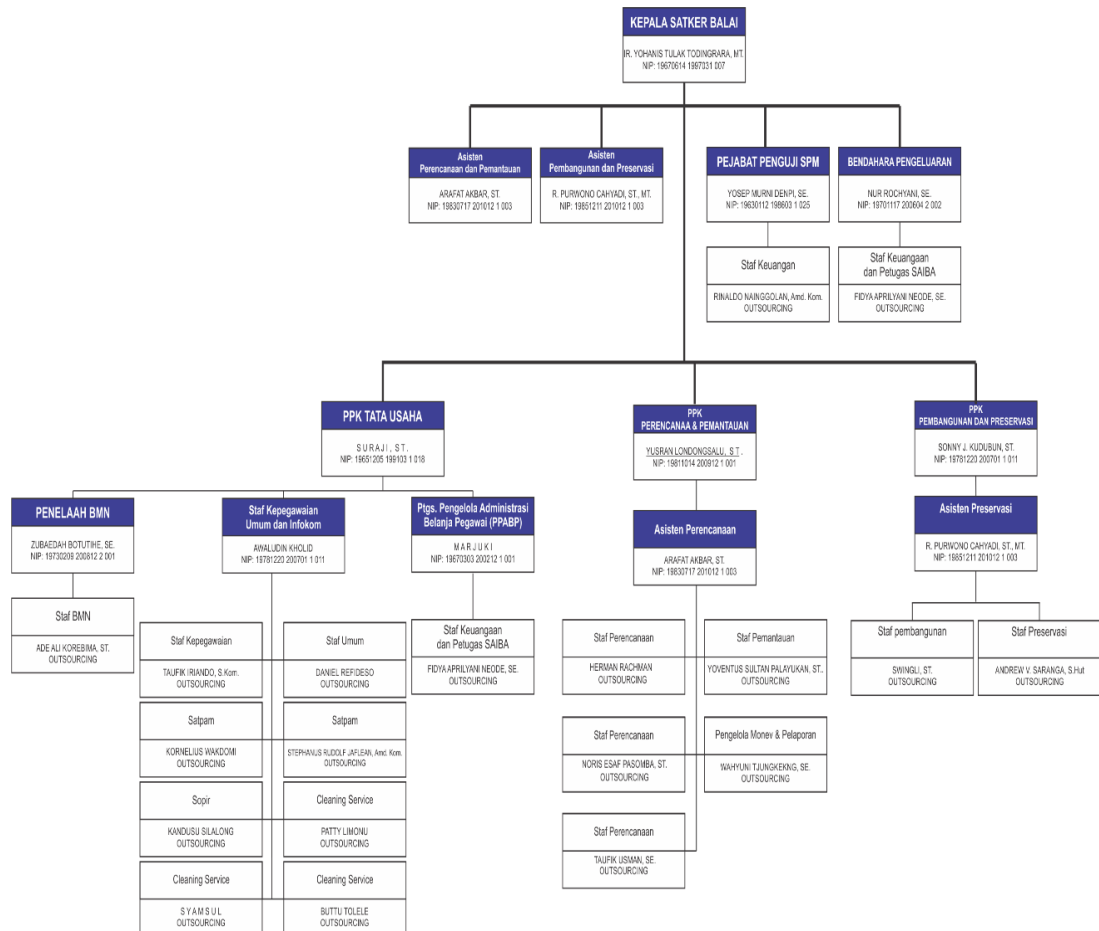 KEPALA SATKER BALAI
IR. YOHANIS TULAK TODINGRARA, MT.
NIP: 19670614 1997031 007
Asisten
Perencanaan dan Pemantauan
ARAFAT AKBAR, ST.
NIP: 19830717 201012 1 003
Asisten
Pembangunan dan Preservasi
R. PURWONO CAHYADI, ST., MT.
NIP: 19851211 201012 1 003
PEJABAT PENGUJI SPM
YOSEP MURNI DENPI, SE.
NIP: 19630112 198603 1 025
BENDAHARA PENGELUARAN
NUR ROCHYANI, SE.
NIP: 19701117 200604 2 002
Staf Keuangan
RINALDO NAINGGOLAN, Amd. Kom.
OUTSOURCING
Staf Keuangaan
dan Petugas SAIBA
FIDYA APRILYANI NEODE, SE.
OUTSOURCING
PPK TATA USAHA
S U R A J I , S T .
NIP: 19651205 199103 1 018
PPK
PERENCANAA & PEMANTAUAN
YUSRAN LONDONGSALU, S T .
NIP: 19811014 200912 1 001
PPK
PEMBANGUNAN DAN PRESERVASI
SONNY J. KUDUBUN, ST.
NIP: 19781220 200701 1 011
PENELAAH BMN
ZUBAEDAH BOTUTIHE, SE.
NIP: 19730209 200812 2 001
Staf Kepegawaian
Umum dan Infokom
AWALUDIN KHOLID
NIP: 19781220 200701 1 011
Ptgs. Pengelola Administrasi
Belanja Pegawai (PPABP)
M A R J U K I
NIP: 19670303 200212 1 001
Asisten Perencanaan
ARAFAT AKBAR, ST.
NIP: 19830717 201012 1 003
Asisten Preservasi
R. PURWONO CAHYADI, ST., MT.
NIP: 19851211 201012 1 003
Staf BMN
ADE ALI KOREBIMA, ST.
OUTSOURCING
Staf Kepegawaian
TAUFIK IRIANDO, S.Kom.
OUTSOURCING
Staf Umum
DANIEL REFIDESO
OUTSOURCING
Staf Keuangaan
dan Petugas SAIBA
FIDYA APRILYANI NEODE, SE.
OUTSOURCING
Satpam
KORNELIUS WAKDOMI
OUTSOURCING
Satpam
STEPHANUS RUDOLF JAFLEAN, Amd. Kom.
OUTSOURCING
Sopir
KANDUSU SILALONG
OUTSOURCING
Cleaning Service
PATTY LIMONU
OUTSOURCING
Cleaning Service
S Y A M S U L
OUTSOURCING
Cleaning Service
BUTTU TOLELE
OUTSOURCING
Staf Perencanaan
HERMAN RACHMAN
OUTSOURCING
Staf Pemantauan
YOVENTUS SULTAN PALAYUKAN, ST..
OUTSOURCING
Staf Perencanaan
NORIS ESAF PASOMBA, ST.
OUTSOURCING
Pengelola Monev & Pelaporan
WAHYUNI TJUNGKEKNG, SE.
OUTSOURCING
Staf Perencanaan
TAUFIK USMAN, SE.
OUTSOURCING
Staf pembangunan
SWINGLI, ST.
OUTSOURCING
Staf Preservasi
ANDREW V. SARANGA, S.Hut
OUTSOURCING